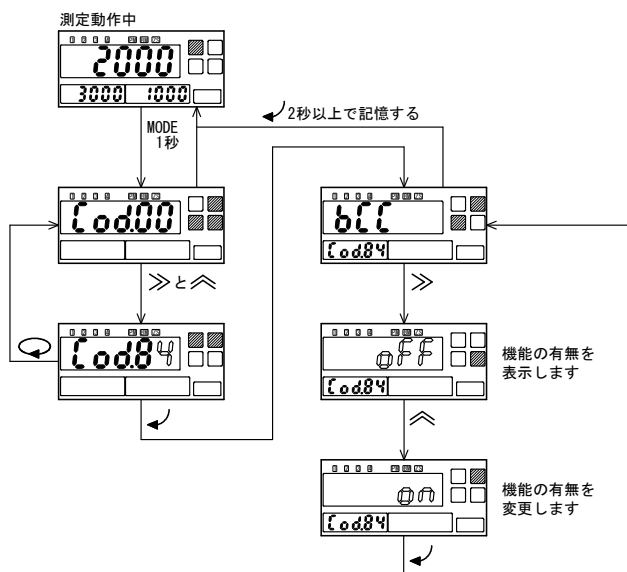 測定動作中
2000
3000 1000
MODE
1秒
2秒以上で記憶する
Cod.00
bCC
Cod.84
と
Cod.84
oFF
Cod.84
機能の有無を
表示します
on
Cod.84
機能の有無を
変更します